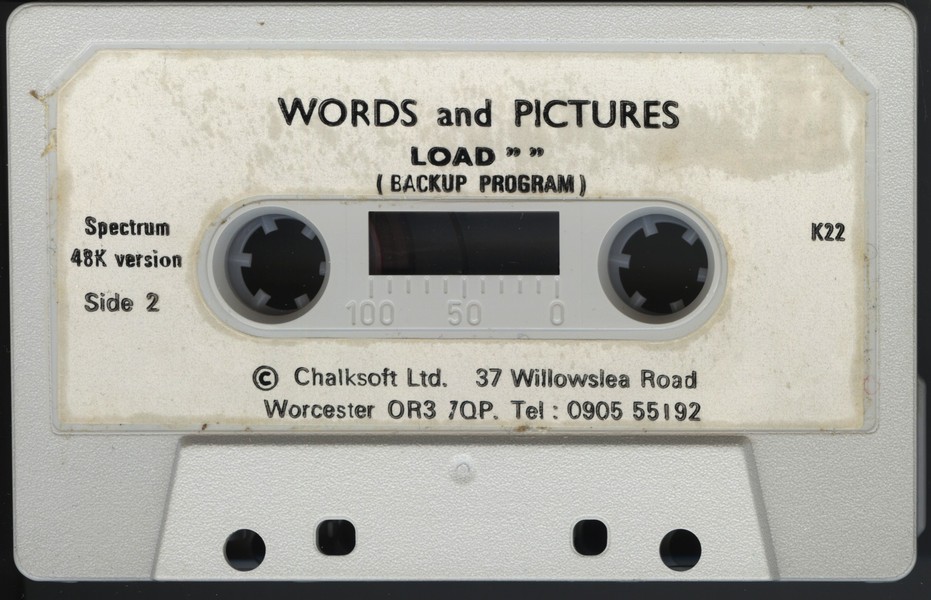 WORDS and PICTURES
LOAD ” ”
( BACKUP PROGRAM )
Spectrum
48K version
Side 2
K22
100 50 0
© Chalksoft Ltd. 37 Willowslea Road
Worcester OR3 7QP. Tel : 0905 55192